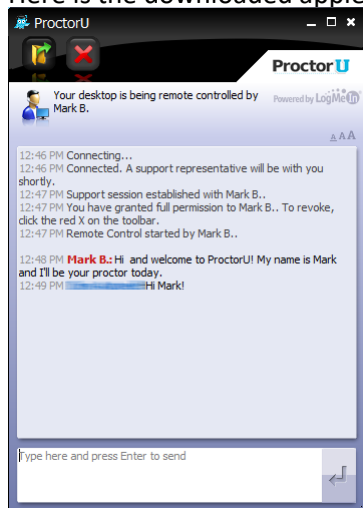 Here is the downloaded apple
ProctorU
ProctorU
Your desktop is being remote controlled by
Mark B.
Powered by LogMeIn
A A A
12:46 PM Connecting...
12:46 PM Connected. A support representative will be with you
shortly.
12:47 PM Support session established with Mark B..
12:47 PM You have granted full permission to Mark B.. To revoke,
click the red X on the toolbar.
12:47 PM Remote Control started by Mark B..
12:48 PM Mark B.: Hi and welcome to ProctorU! My name is Mark
and I'll be your proctor today.
12:49 PM Hi Mark!
Type here and press Enter to send